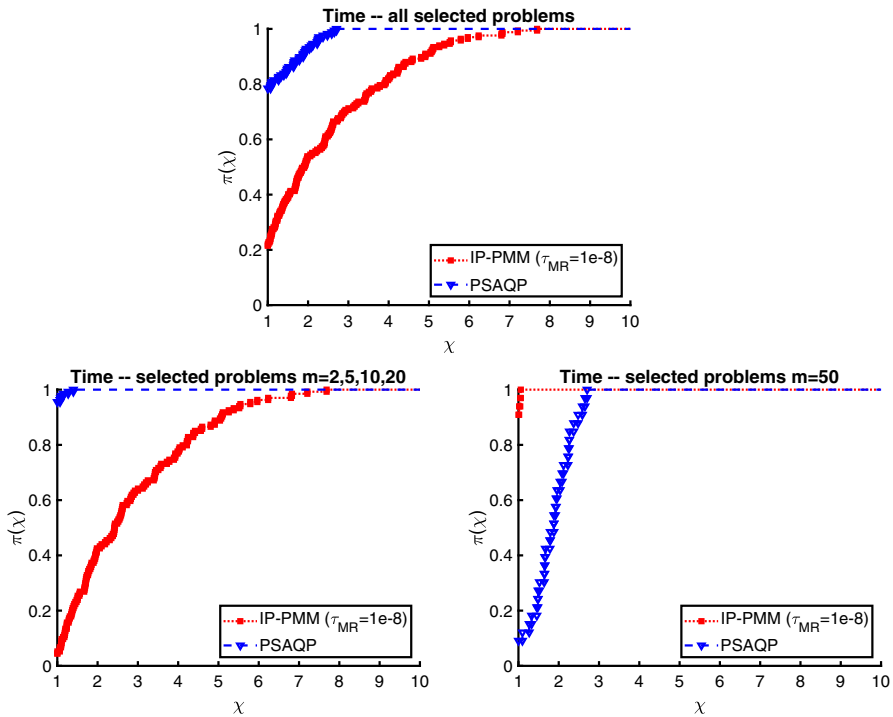 Time -- all selected problems
1
0.8
0.6
0.4
0.2
0
π(χ)
1 2 3 4 5 6 7 8 9 10
χ
IP-PMM (τ_MR=1e-8)
PSAQP
Time -- selected problems m=2,5,10,20
1
0.8
0.6
0.4
0.2
0
π(χ)
1 2 3 4 5 6 7 8 9 10
χ
IP-PMM (τ_MR=1e-8)
PSAQP
Time -- selected problems m=50
1
0.8
0.6
0.4
0.2
0
π(χ)
1 2 3 4 5 6 7 8 9 10
χ
IP-PMM (τ_MR=1e-8)
PSAQP